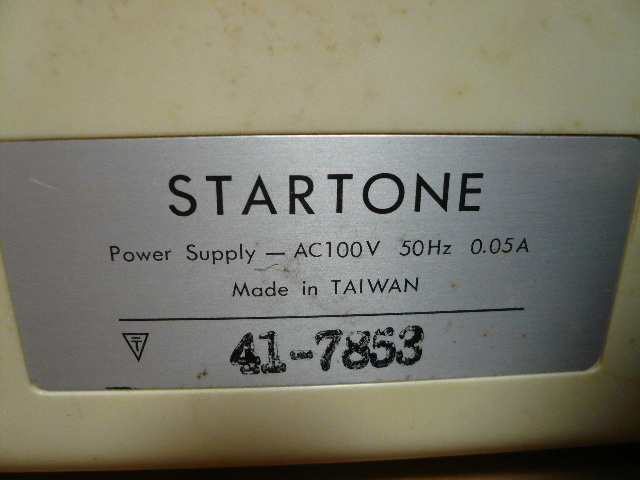 STARTONE
Power Supply — AC100V 50Hz 0.05A
Made in TAIWAN
T
41-7853